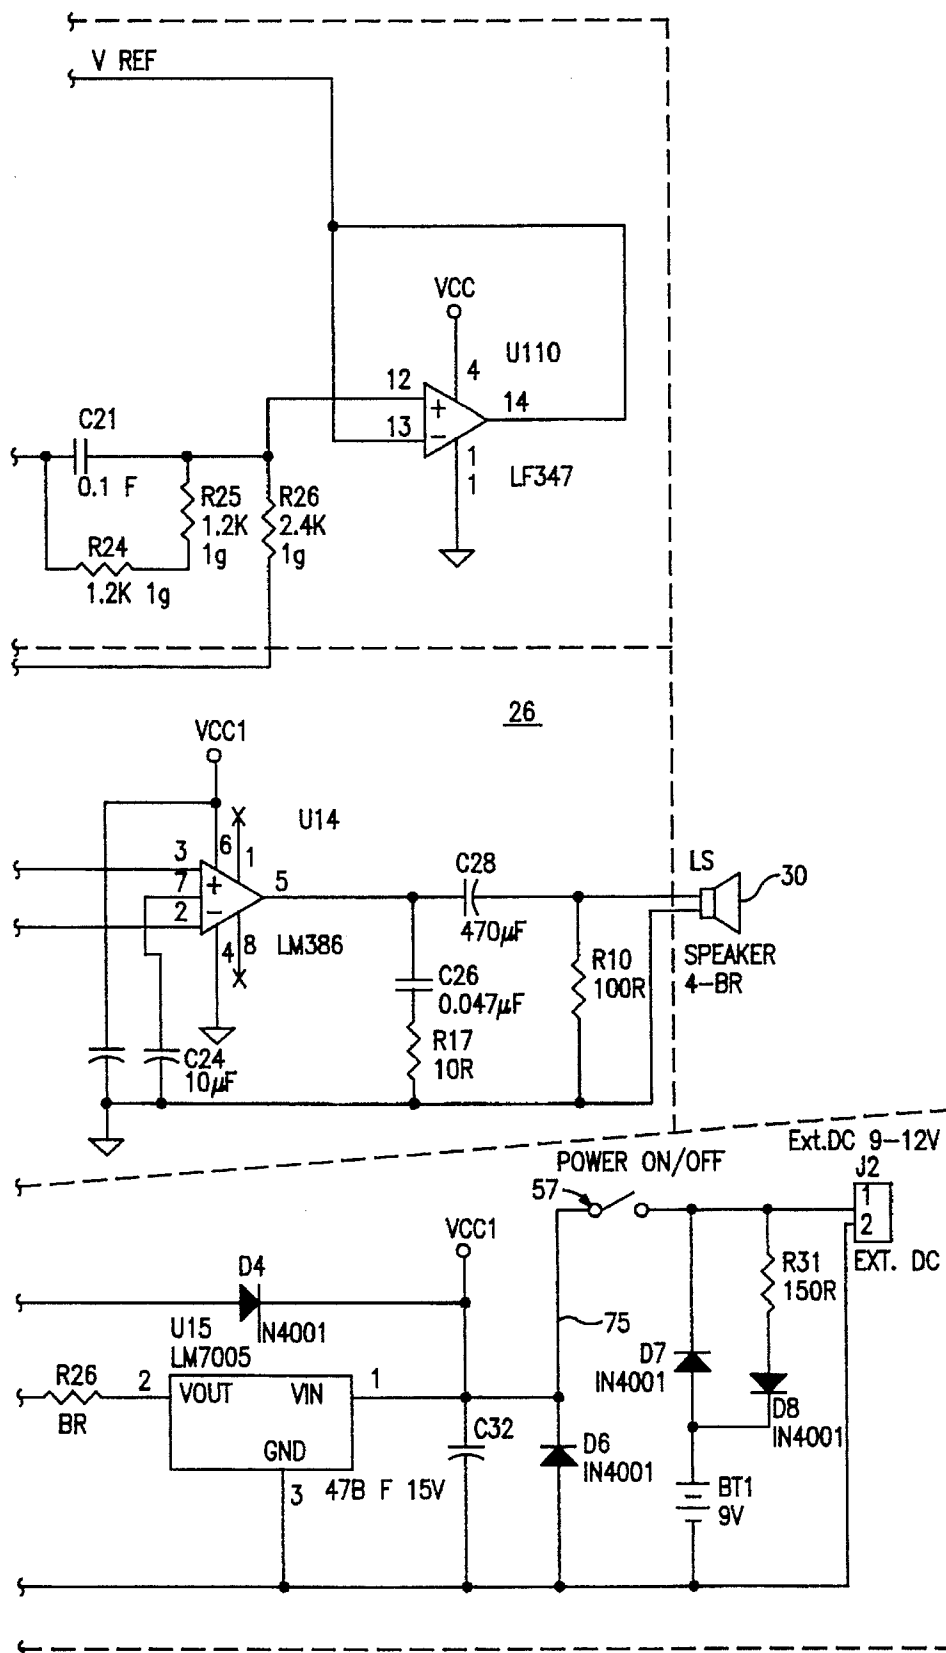 V REF
VCC
U110
4
12
+
14
13
−
1
1
LF347
C21
0.1 F
R25
1.2K
1g
R26
2.4K
1g
R24
1.2K 1g
26
VCC1
U14
6
1
3
7
+
5
2
−
4
8
LM386
C28
470µF
LS
30
SPEAKER
4-BR
R10
100R
C26
0.047µF
R17
10R
C24
10µF
Ext.DC 9-12V
POWER ON/OFF
J2
57
1
2
EXT. DC
VCC1
R31
150R
D4
IN4001
75
U15
LM7005
D7
IN4001
R26
BR
2
VOUT
VIN
1
D8
IN4001
C32
D6
IN4001
GND
3
47B F 15V
BT1
9V